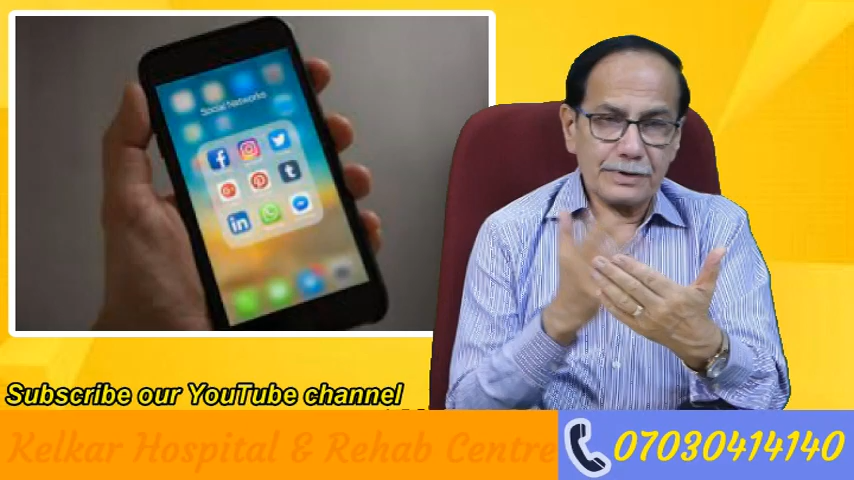 Social Networks
Subscribe our YouTube channel
Kelkar Hospital & Rehab Centre
07030414140